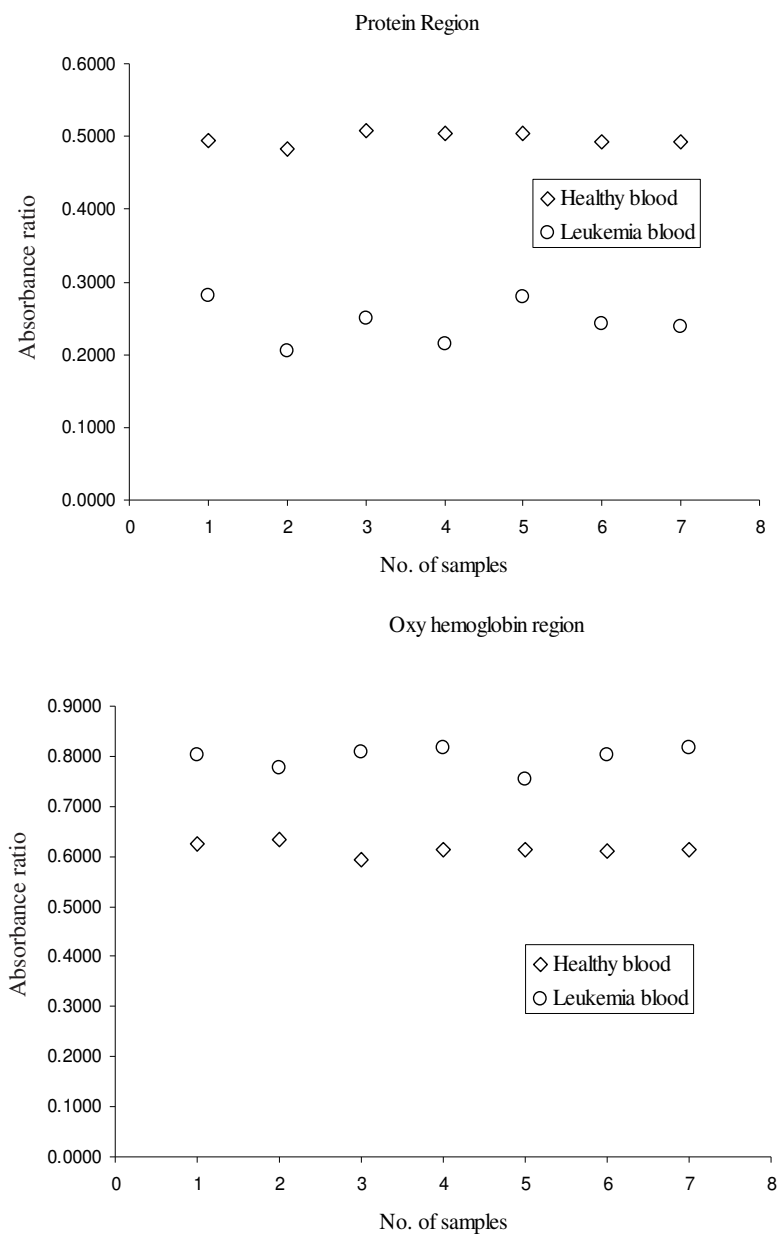 Protein Region
0.6000
0.5000
0.4000
0.3000
0.2000
0.1000
0.0000
Absorbance ratio
Healthy blood
Leukemia blood
0 1 2 3 4 5 6 7 8
No. of samples
Oxy hemoglobin region
0.9000
0.8000
0.7000
0.6000
0.5000
0.4000
0.3000
0.2000
0.1000
0.0000
Absorbance ratio
Healthy blood
Leukemia blood
0 1 2 3 4 5 6 7 8
No. of samples